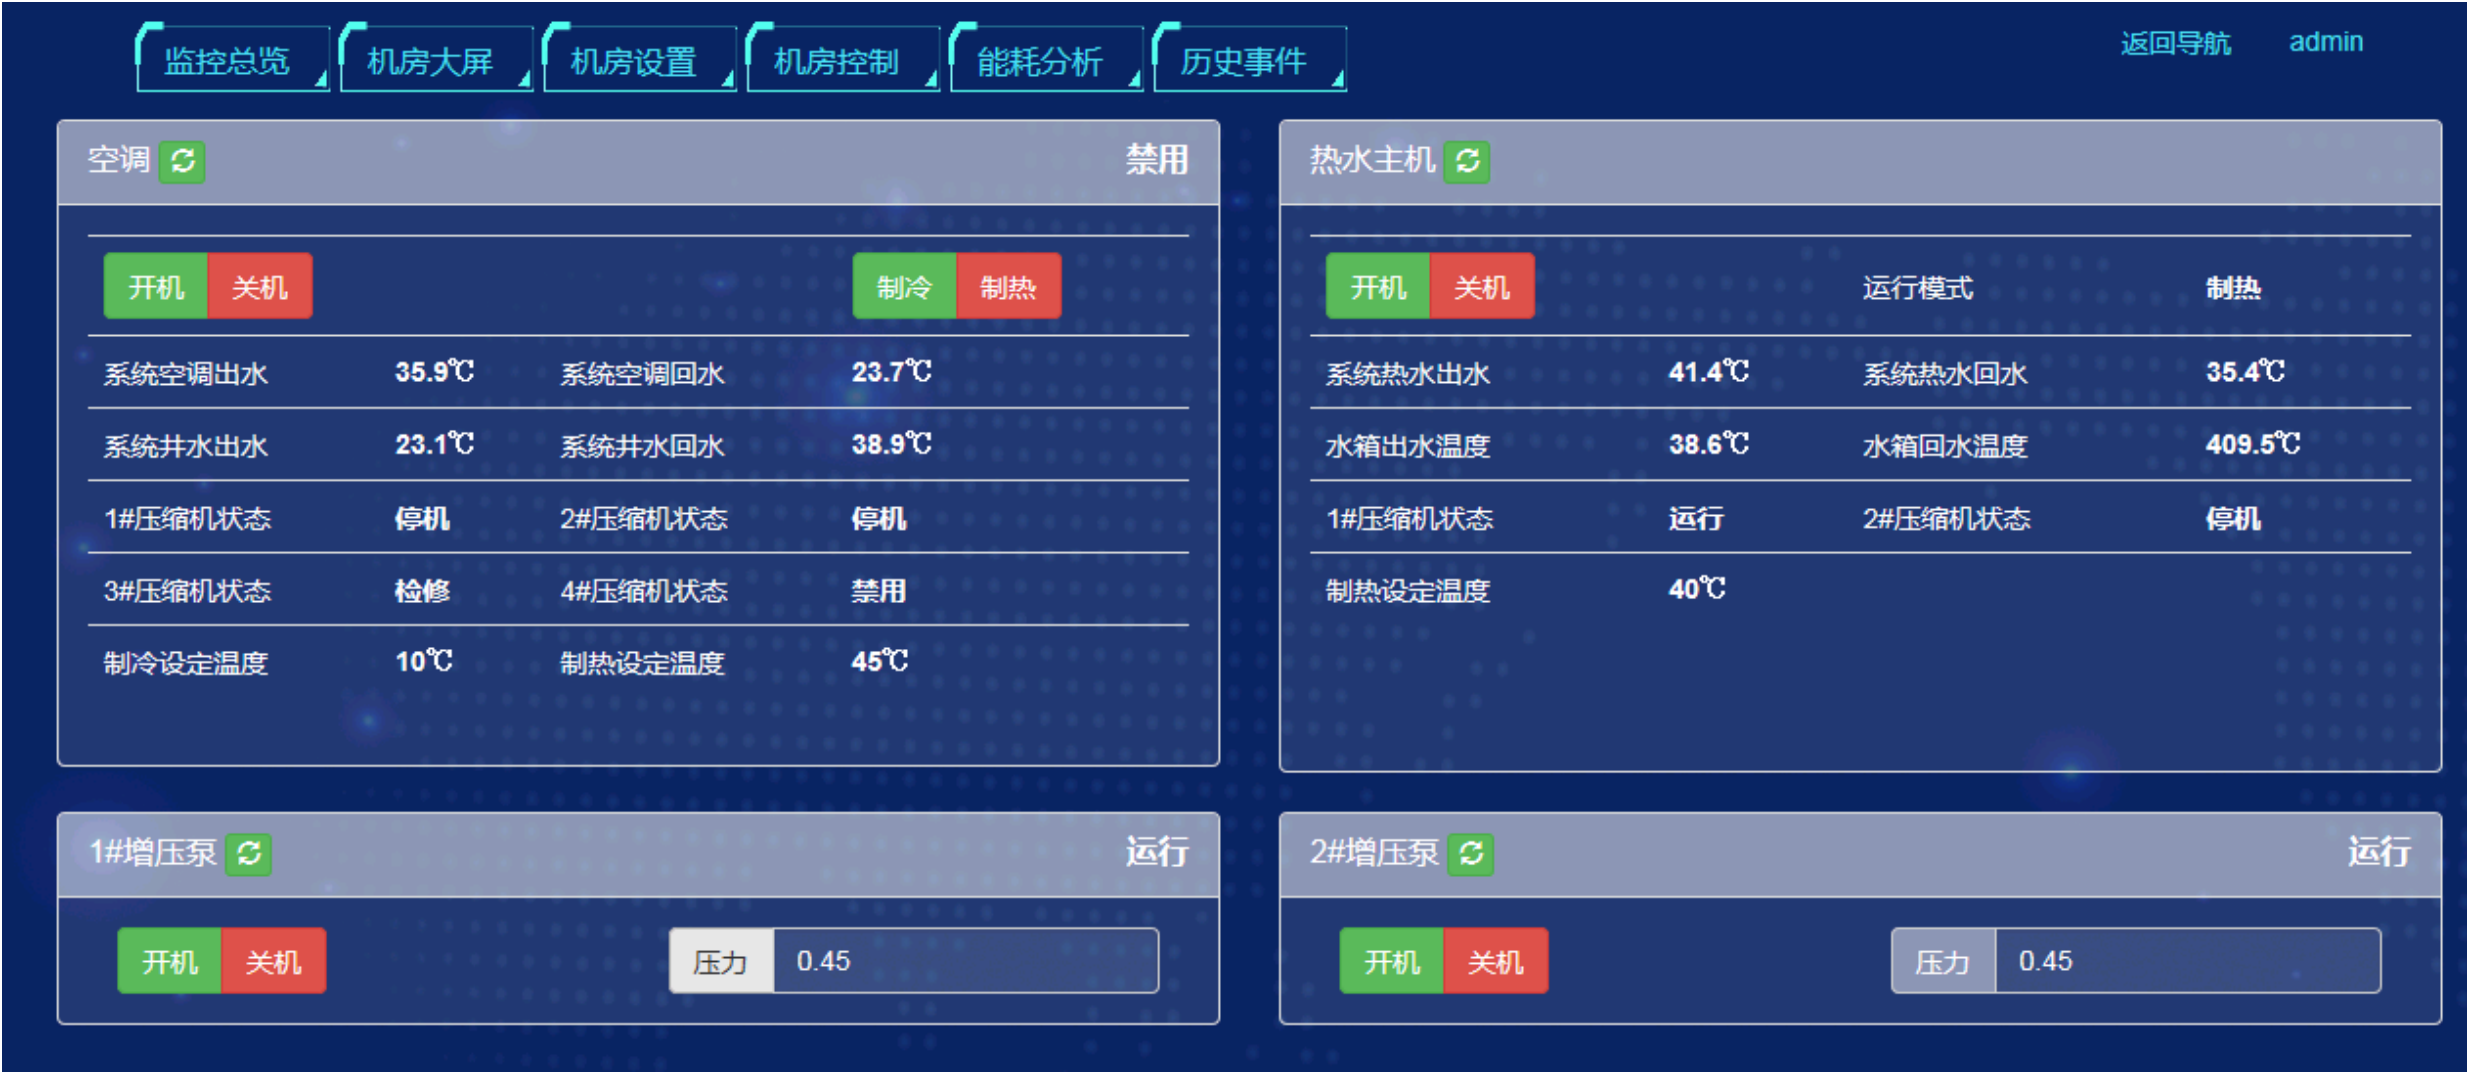 监控总览 机房大屏 机房设置 机房控制 能耗分析 历史事件 返回导航 admin
空调 禁用
开机 关机 制冷 制热
系统空调出水 35.9℃ 系统空调回水 23.7℃
系统井水出水 23.1℃ 系统井水回水 38.9℃
1#压缩机状态 停机 2#压缩机状态 停机
3#压缩机状态 检修 4#压缩机状态 禁用
制冷设定温度 10℃ 制热设定温度 45℃
热水主机
开机 关机 运行模式 制热
系统热水出水 41.4℃ 系统热水回水 35.4℃
水箱出水温度 38.6℃ 水箱回水温度 409.5℃
1#压缩机状态 运行 2#压缩机状态 停机
制热设定温度 40℃
1#增压泵 运行
开机 关机 压力 0.45
2#增压泵 运行
开机 关机 压力 0.45